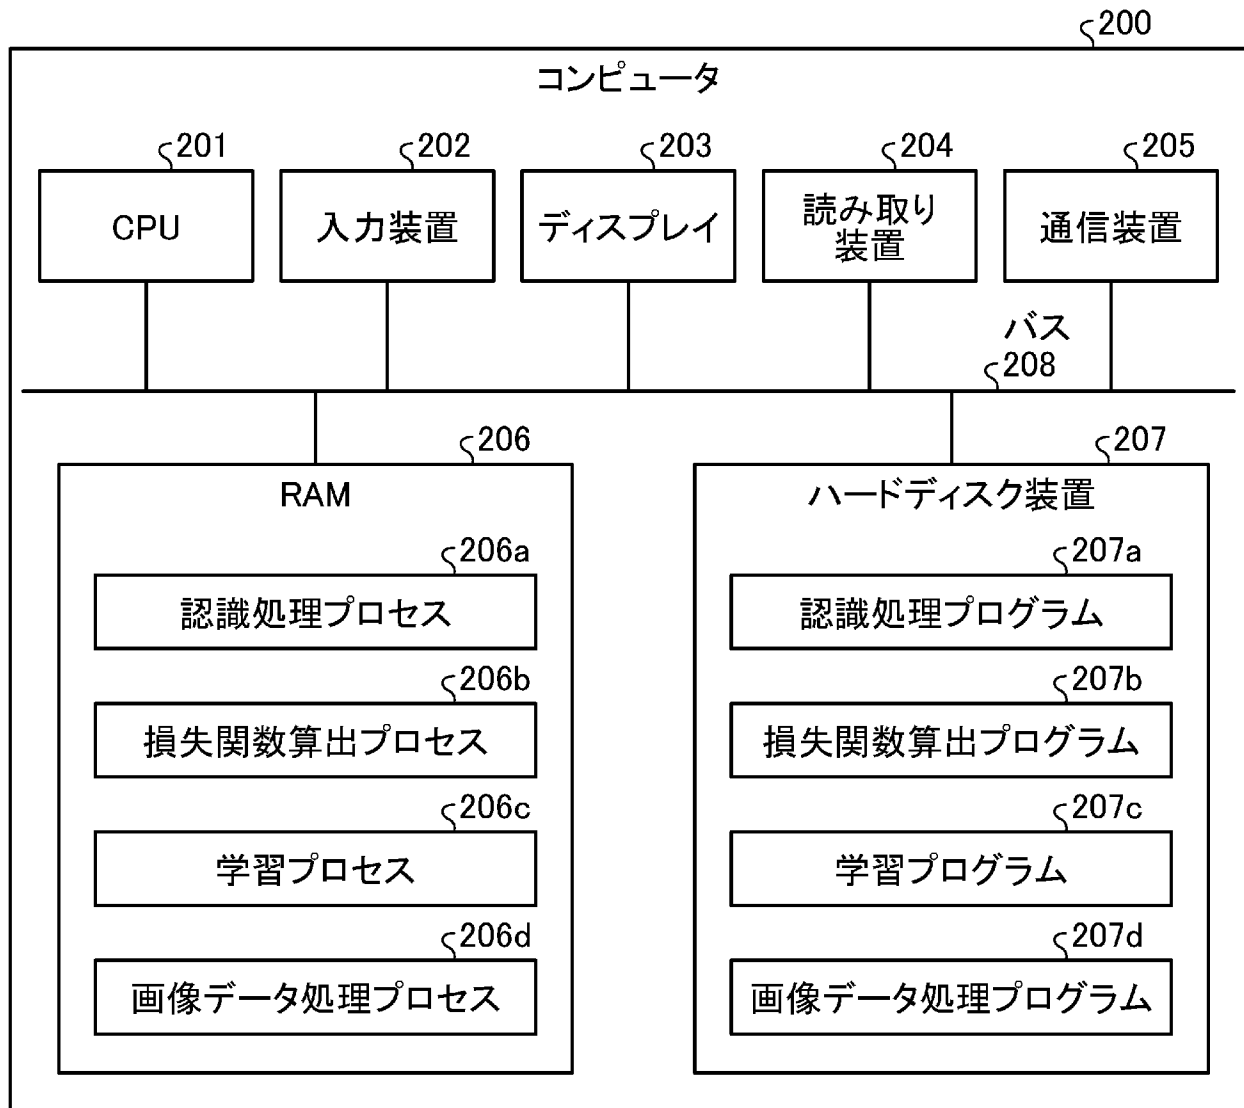 200
コンピュータ
201
202
203
204
205
CPU
入力装置
ディスプレイ
読み取り
装置
通信装置
バス
208
206
207
RAM
ハードディスク装置
206a
認識処理プロセス
206b
損失関数算出プロセス
206c
学習プロセス
206d
画像データ処理プロセス
207a
認識処理プログラム
207b
損失関数算出プログラム
207c
学習プログラム
207d
画像データ処理プログラム